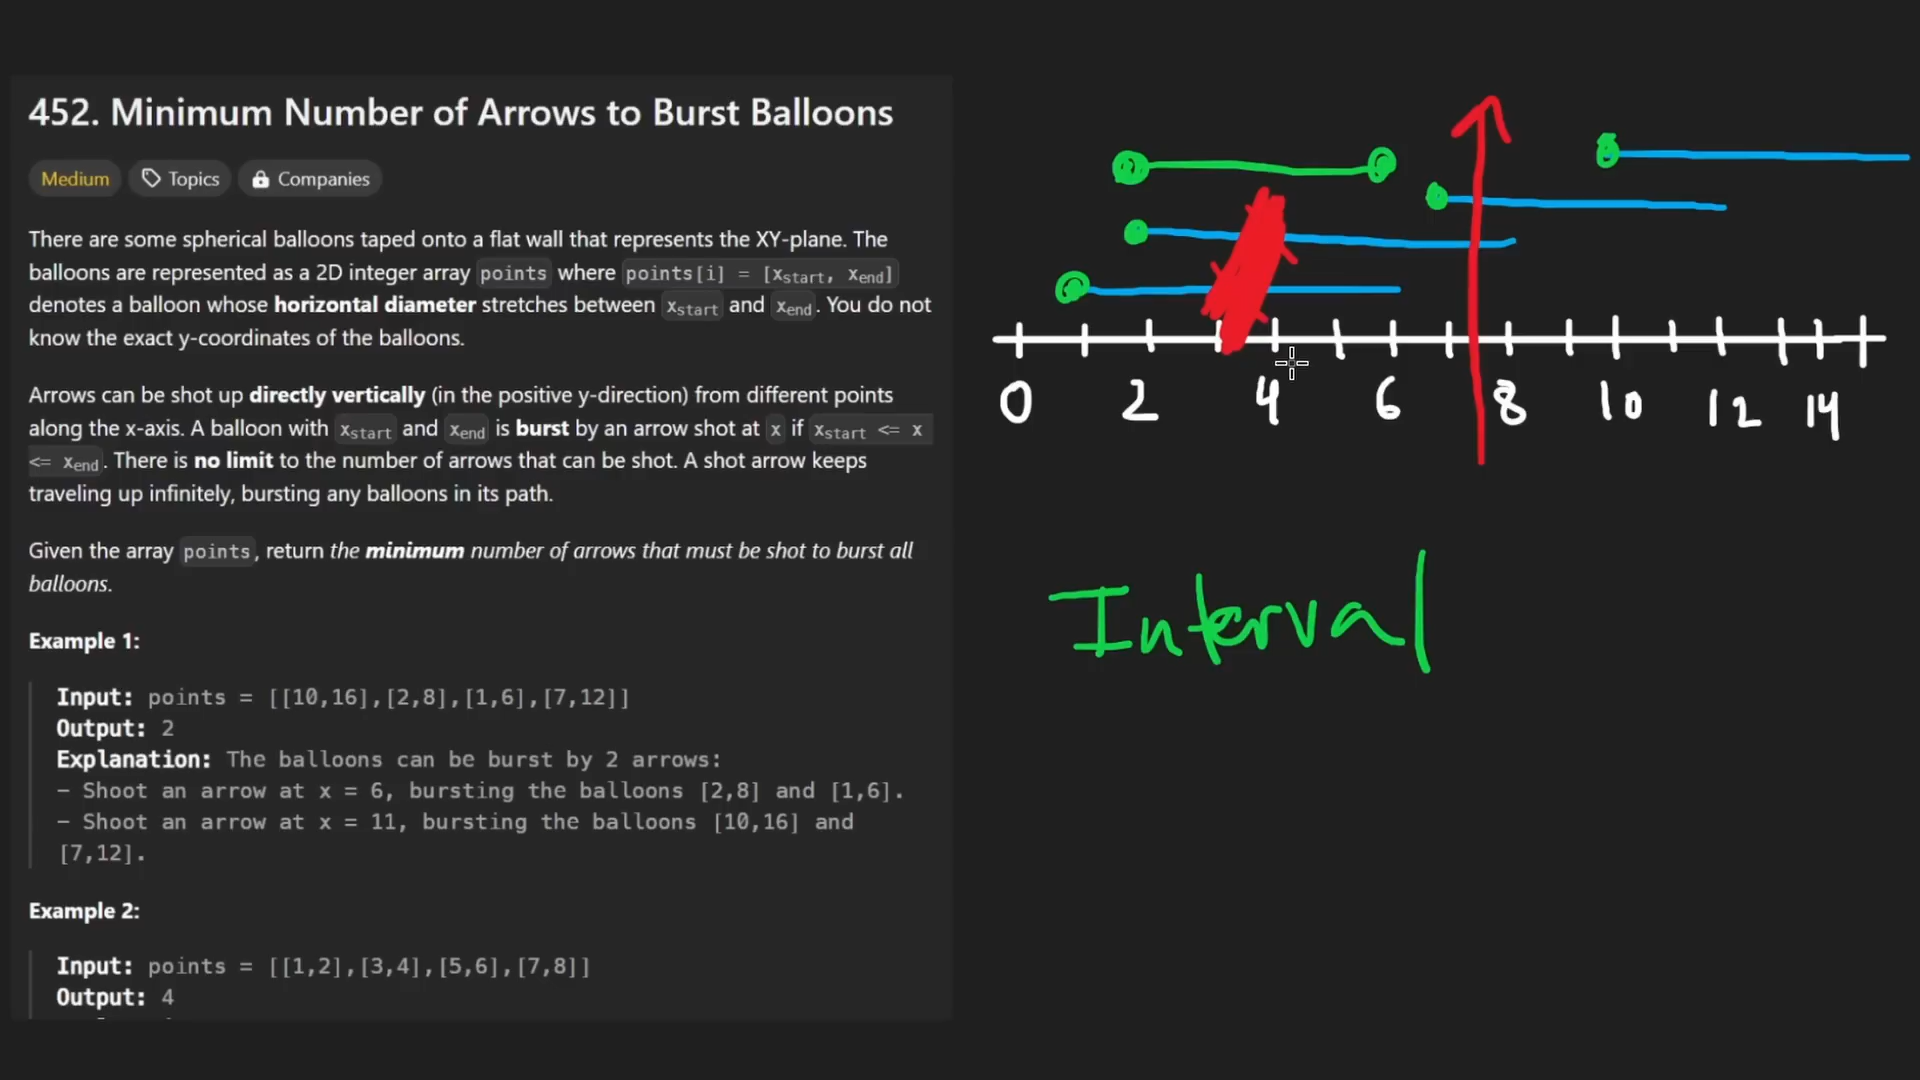 452. Minimum Number of Arrows to Burst Balloons
Medium Topics Companies
There are some spherical balloons taped onto a flat wall that represents the XY-plane. The
balloons are represented as a 2D integer array points where points[i] = [xstart, xend]
denotes a balloon whose horizontal diameter stretches between xstart and xend. You do not
know the exact y-coordinates of the balloons.
Arrows can be shot up directly vertically (in the positive y-direction) from different points
along the x-axis. A balloon with xstart and xend is burst by an arrow shot at x if xstart <= x
<= xend. There is no limit to the number of arrows that can be shot. A shot arrow keeps
traveling up infinitely, bursting any balloons in its path.
Given the array points, return the minimum number of arrows that must be shot to burst all
balloons.
Example 1:
Input: points = [[10,16],[2,8],[1,6],[7,12]]
Output: 2
Explanation: The balloons can be burst by 2 arrows:
- Shoot an arrow at x = 6, bursting the balloons [2,8] and [1,6].
- Shoot an arrow at x = 11, bursting the balloons [10,16] and
[7,12].
Example 2:
Input: points = [[1,2],[3,4],[5,6],[7,8]]
Output: 4
0 2 4 6 8 10 12 14
Interval